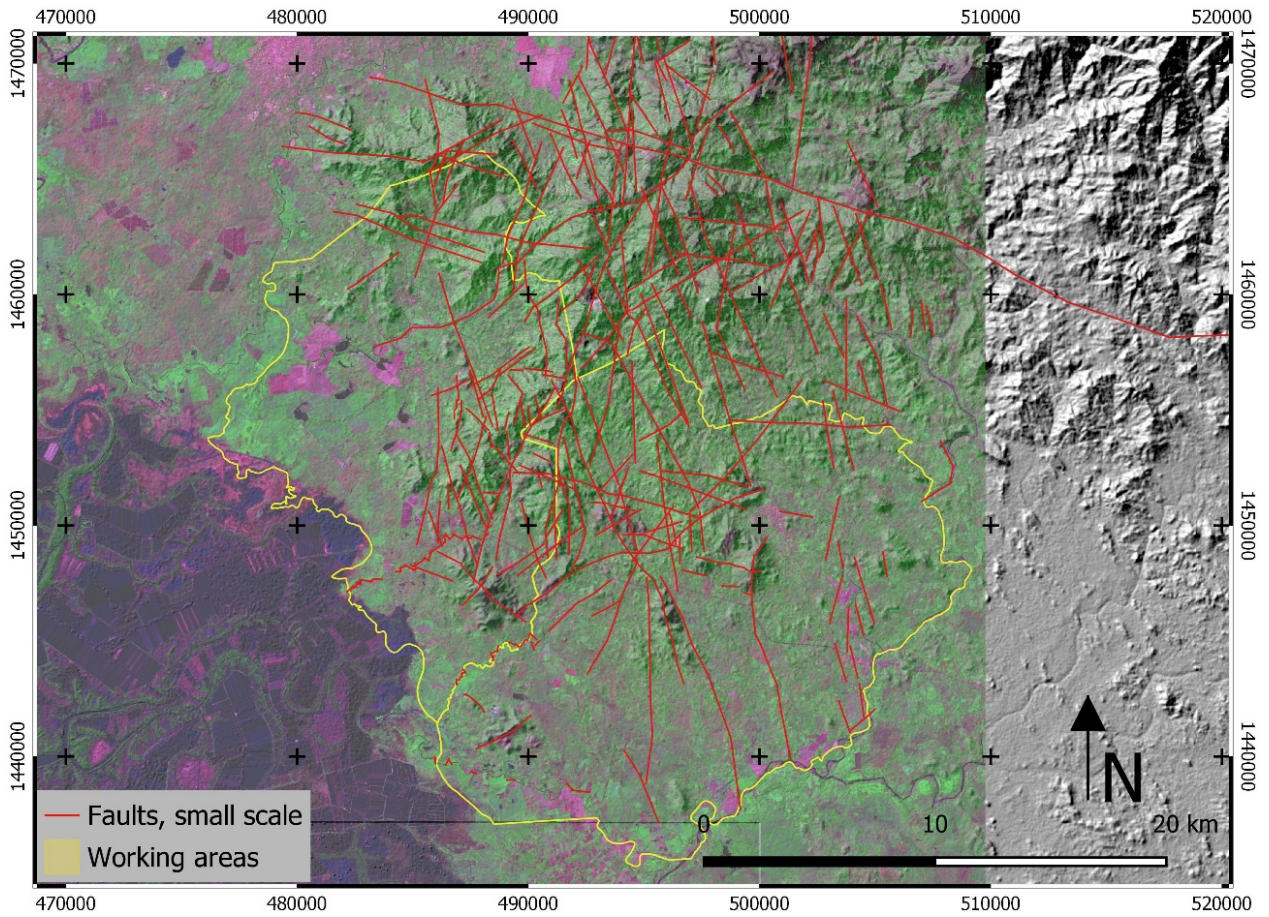 470000 480000 490000 500000 510000 520000
1470000 1470000
1460000 1460000
1450000 1450000
1440000 1440000
N
Faults, small scale
Working areas
0 10 20 km
470000 480000 490000 500000 510000 520000